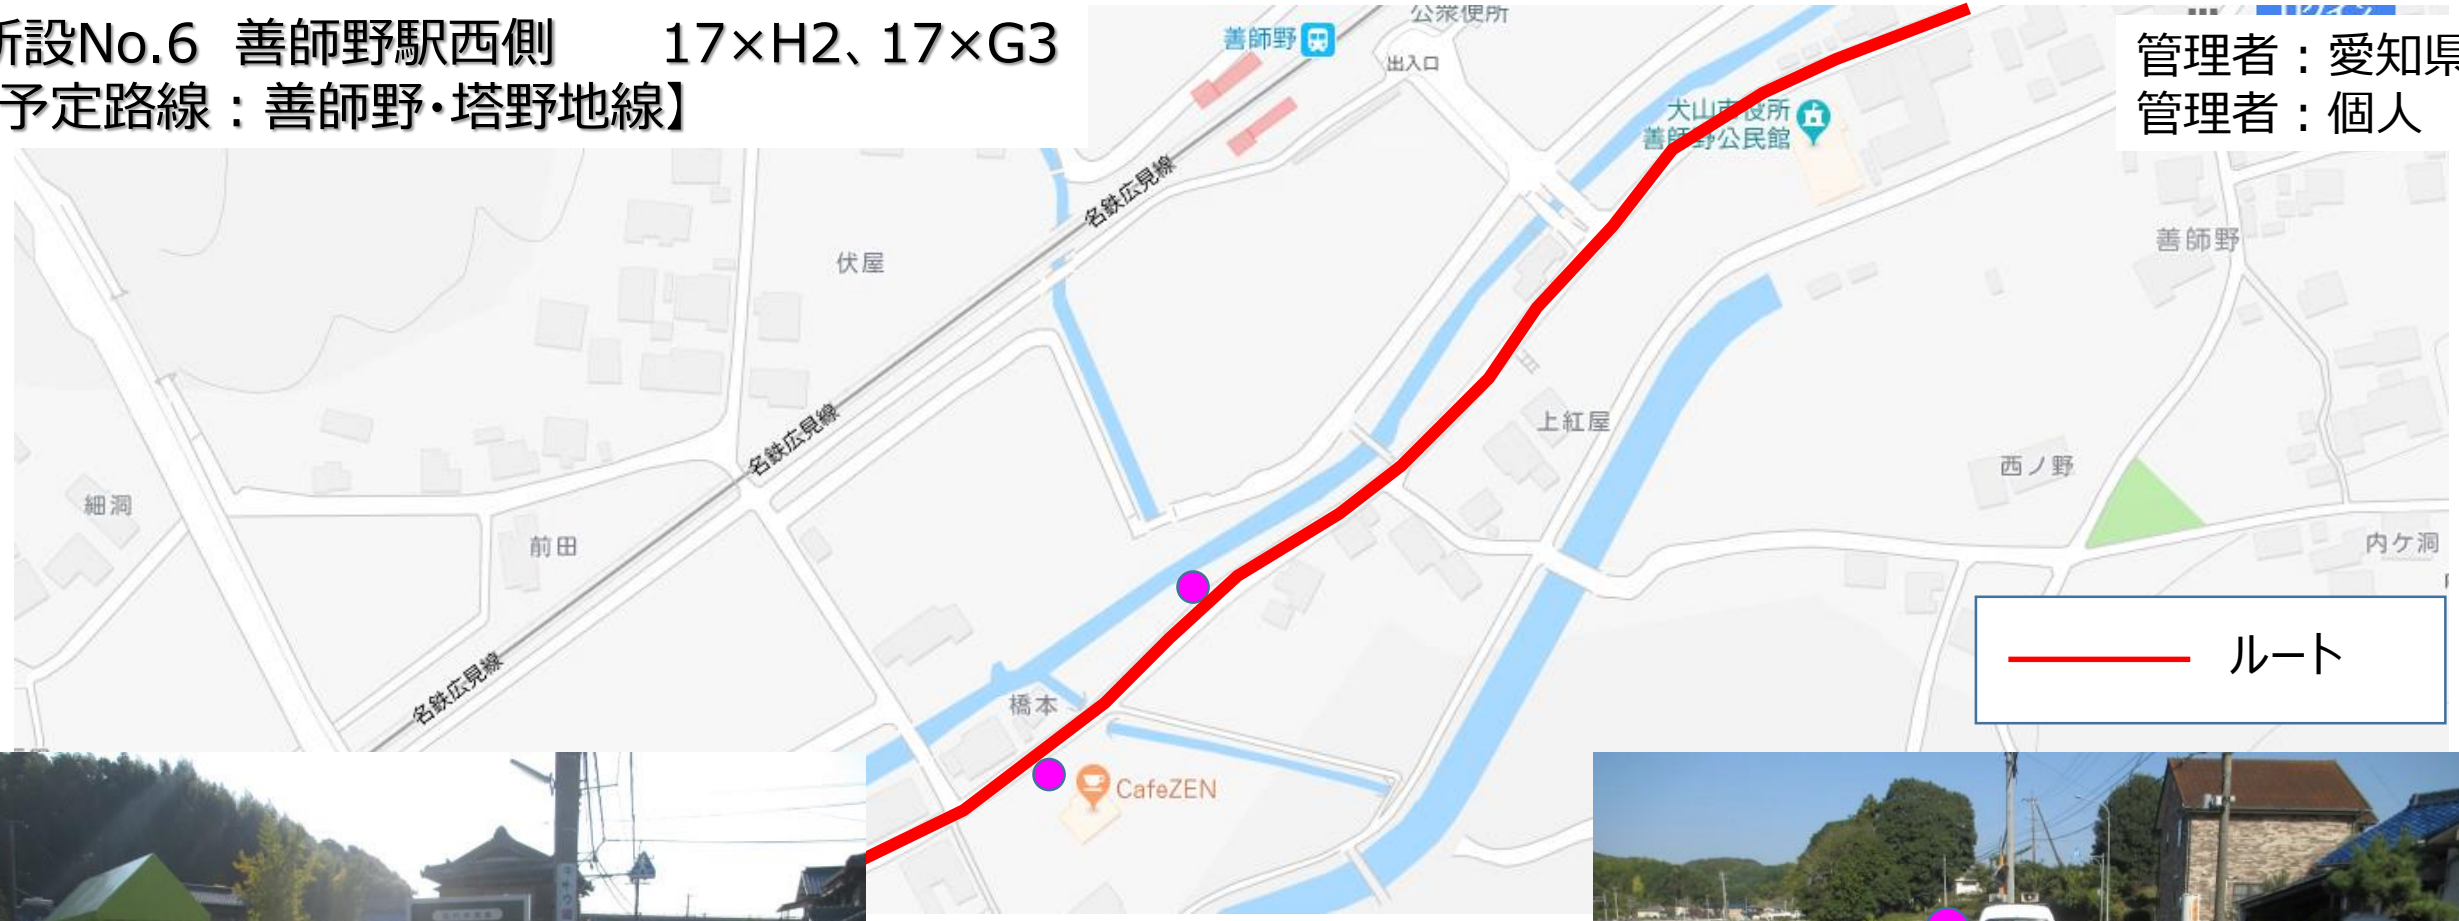 新設No.6 善師野駅西側 17×H2、17×G3
予定路線：善師野・塔野地線】
管理者：愛知県
管理者：個人
公衆便所
善師野
出入口
犬山市役所
善師野公民館
名鉄広見線
善師野
伏屋
上紅屋
名鉄広見線
西ノ野
細洞
前田
内ケ洞
ルート
名鉄広見線
橋本
CafeZEN